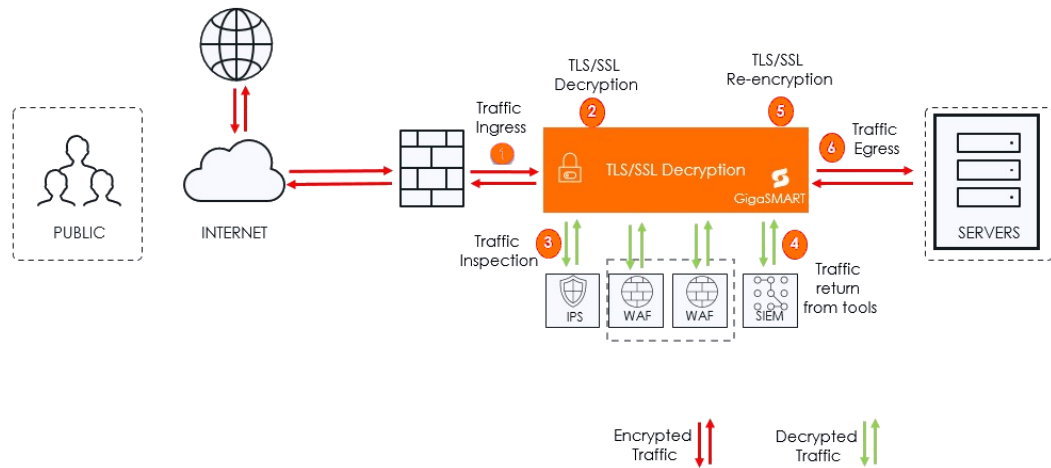 TLS/SSL
Decryption
2
TLS/SSL
Re-encryption
5
Traffic
Ingress
1
6
Traffic
Egress
TLS/SSL Decryption
GigaSMART
PUBLIC
INTERNET
SERVERS
Traffic
Inspection
3
4
Traffic
return
from tools
IPS
WAF
WAF
SIEM
Encrypted
Traffic
Decrypted
Traffic